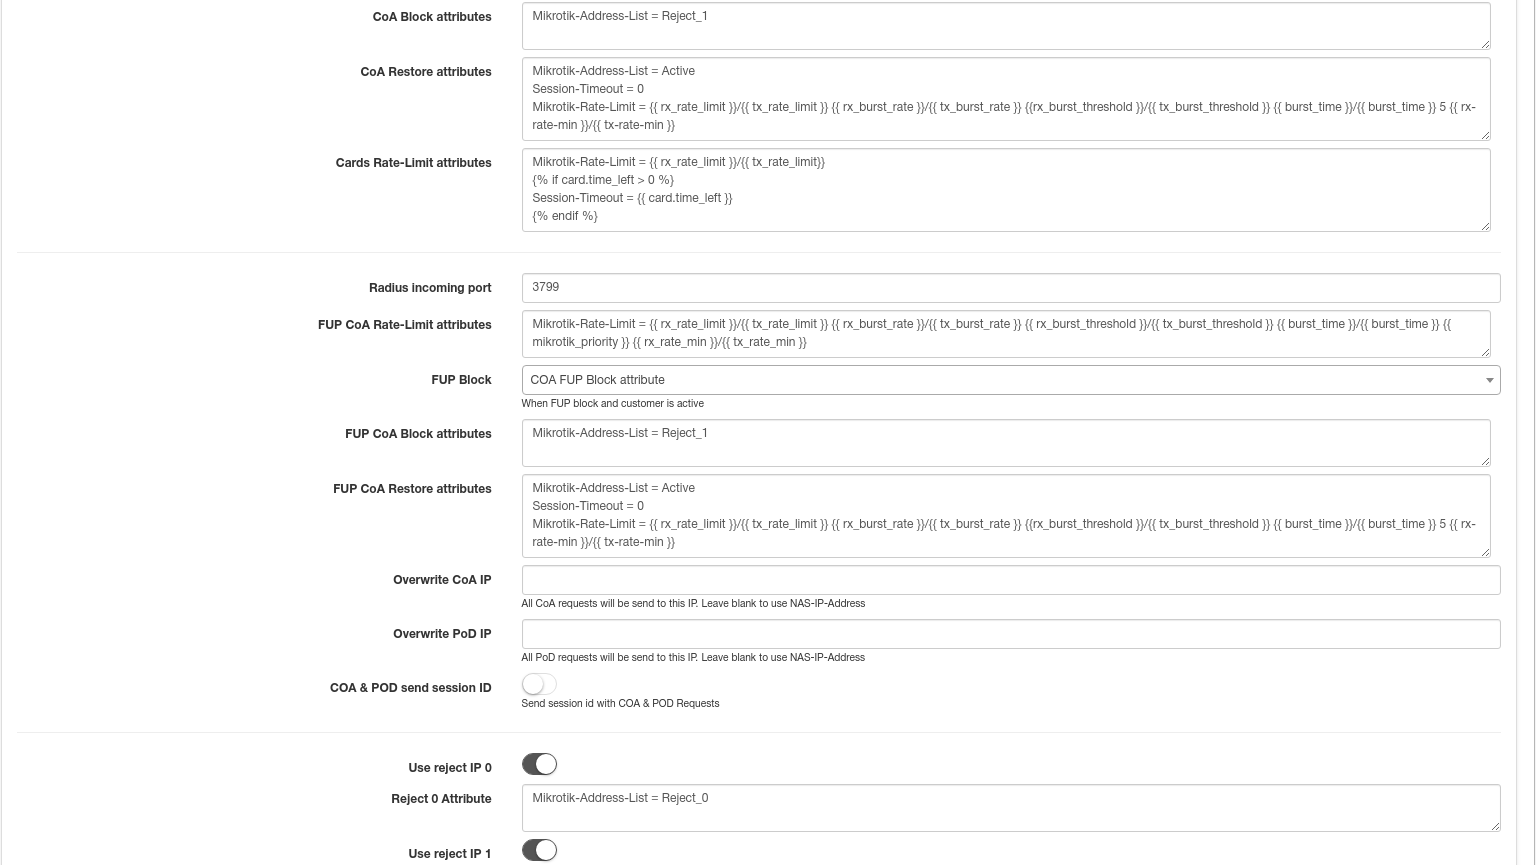 CoA Block attributes
Mikrotik-Address-List = Reject_1
CoA Restore attributes
Mikrotik-Address-List = Active
Session-Timeout = 0
Mikrotik-Rate-Limit = {{ rx_rate_limit }}/{{ tx_rate_limit }} {{ rx_burst_rate }}/{{ tx_burst_rate }} {{rx_burst_threshold }}/{{ tx_burst_threshold }} {{ burst_time }}/{{ burst_time }} 5 {{ rx-
rate-min }}/{{ tx-rate-min }}
Cards Rate-Limit attributes
Mikrotik-Rate-Limit = {{ rx_rate_limit }}/{{ tx_rate_limit}}
{% if card.time_left > 0 %}
Session-Timeout = {{ card.time_left }}
{% endif %}
Radius incoming port
3799
FUP CoA Rate-Limit attributes
Mikrotik-Rate-Limit = {{ rx_rate_limit }}/{{ tx_rate_limit }} {{ rx_burst_rate }}/{{ tx_burst_rate }} {{ rx_burst_threshold }}/{{ tx_burst_threshold }} {{ burst_time }}/{{ burst_time }} {{
mikrotik_priority }} {{ rx_rate_min }}/{{ tx_rate_min }}
FUP Block
COA FUP Block attribute
When FUP block and customer is active
FUP CoA Block attributes
Mikrotik-Address-List = Reject_1
FUP CoA Restore attributes
Mikrotik-Address-List = Active
Session-Timeout = 0
Mikrotik-Rate-Limit = {{ rx_rate_limit }}/{{ tx_rate_limit }} {{ rx_burst_rate }}/{{ tx_burst_rate }} {{rx_burst_threshold }}/{{ tx_burst_threshold }} {{ burst_time }}/{{ burst_time }} 5 {{ rx-
rate-min }}/{{ tx-rate-min }}
Overwrite CoA IP
All CoA requests will be send to this IP. Leave blank to use NAS-IP-Address
Overwrite PoD IP
All PoD requests will be send to this IP. Leave blank to use NAS-IP-Address
COA & POD send session ID
Send session id with COA & POD Requests
Use reject IP 0
Reject 0 Attribute
Mikrotik-Address-List = Reject_0
Use reject IP 1